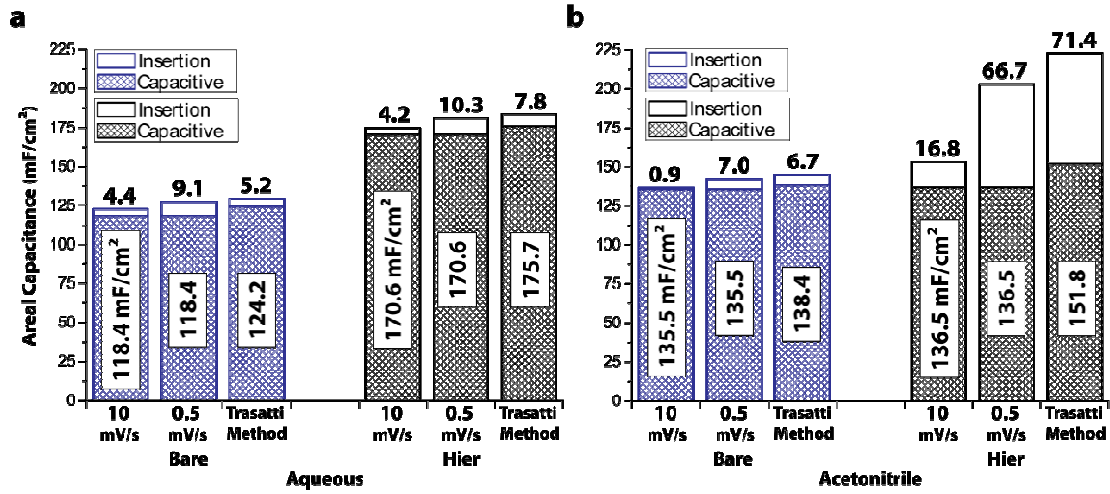 a
225
200
175
150
125
100
75
50
25
0
Areal Capacitance (mF/cm²)
Insertion
Capacitive
Insertion
Capacitive
4.4
9.1
5.2
4.2
10.3
7.8
118.4 mF/cm²
118.4
124.2
170.6 mF/cm²
170.6
175.7
10 0.5 Trasatti 10 0.5 Trasatti
mV/s mV/s Method mV/s mV/s Method
Bare Hier
Aqueous
b
225
200
175
150
125
100
75
50
25
0
Insertion
Capacitive
Insertion
Capacitive
0.9
7.0
6.7
16.8
66.7
71.4
135.5 mF/cm²
135.5
138.4
136.5 mF/cm²
136.5
151.8
10 0.5 Trasatti 10 0.5 Trasatti
mV/s mV/s Method mV/s mV/s Method
Bare Hier
Acetonitrile